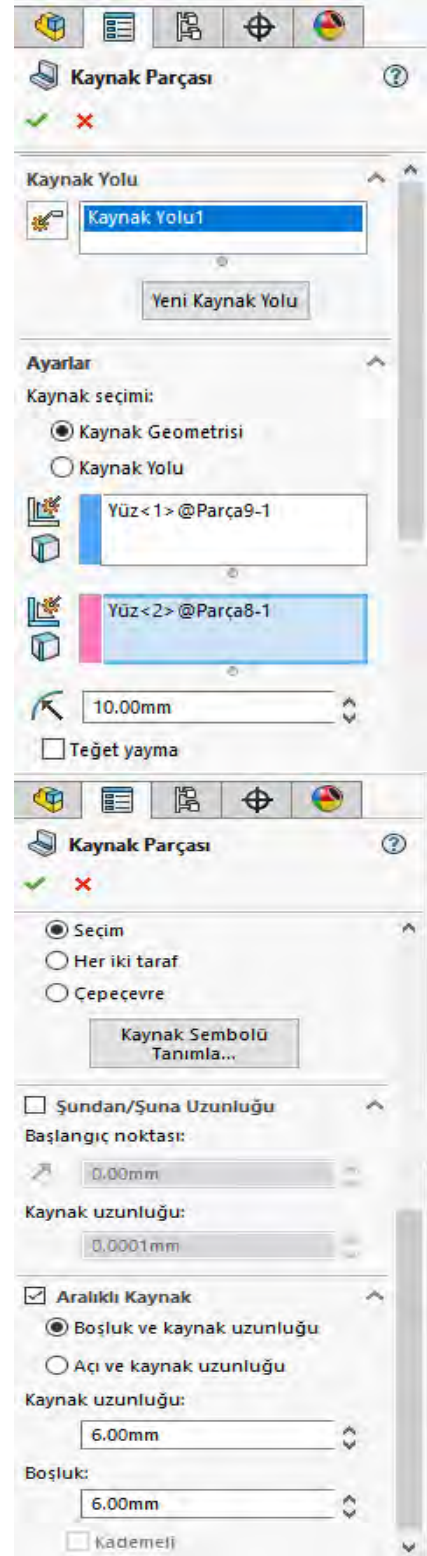 Kaynak Parçası
Kaynak Yolu
Kaynak Yolu1
Yeni Kaynak Yolu
Ayarlar
Kaynak seçimi:
Kaynak Geometrisi
Kaynak Yolu
Yüz<1>@Parça9-1
Yüz<2>@Parça8-1
10.00mm
Teğet yayma
Kaynak Parçası
Seçim
Her iki taraf
Çepeçevre
Kaynak Sembolü
Tanımla...
Şundan/Şuna Uzunluğu
Başlangıç noktası:
0.00mm
Kaynak uzunluğu:
0.0001mm
Aralıklı Kaynak
Boşluk ve kaynak uzunluğu
Açı ve kaynak uzunluğu
Kaynak uzunluğu:
6.00mm
Boşluk:
6.00mm
Kademeli